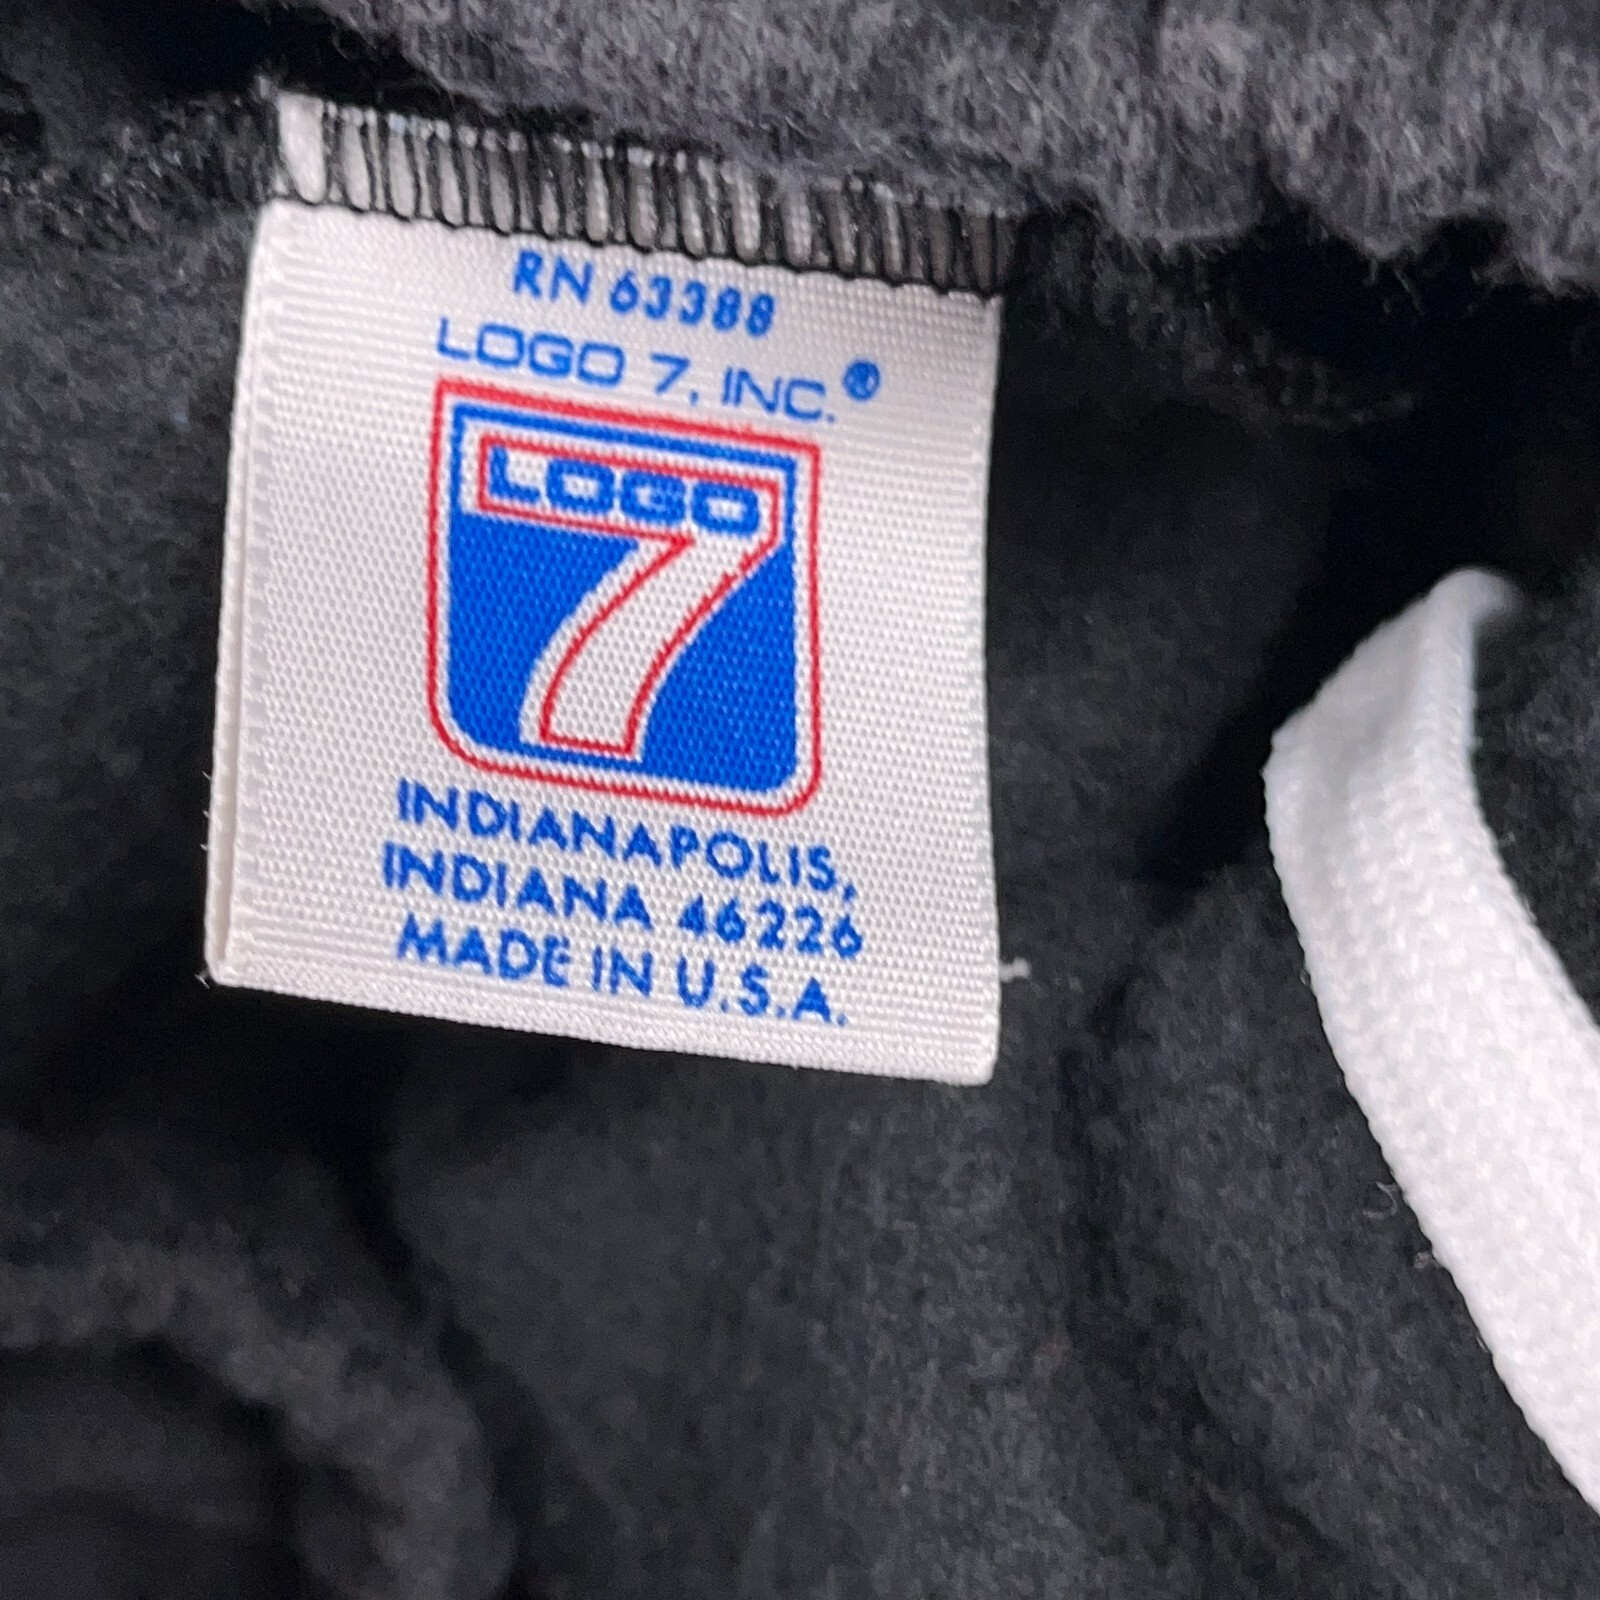 RN 63388
LOGO 7, INC.®
LOGO
7
INDIANAPOLIS,
INDIANA 46226
MADE IN U.S.A.